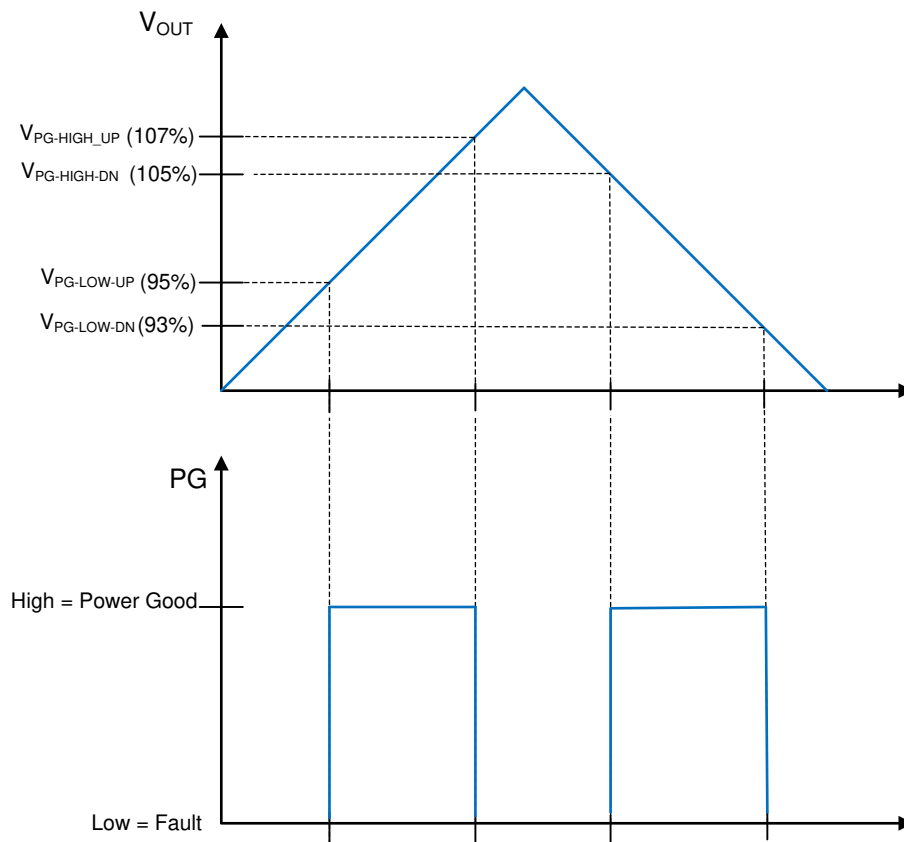 VOUT
VPG-HIGH_UP (107%)
VPG-HIGH-DN (105%)
VPG-LOW-UP (95%)
VPG-LOW-DN (93%)
PG
High = Power Good
Low = Fault